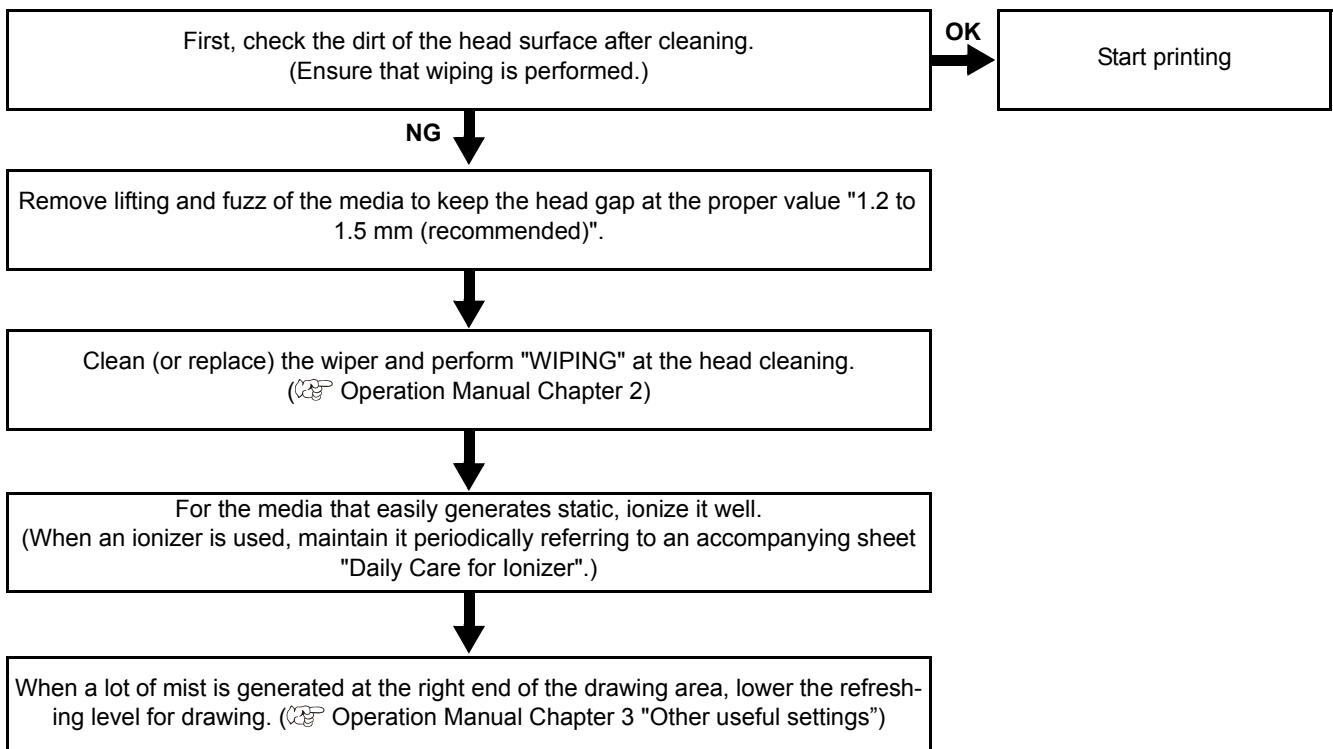 First, check the dirt of the head surface after cleaning.
(Ensure that wiping is performed.)
OK
Start printing
NG
Remove lifting and fuzz of the media to keep the head gap at the proper value "1.2 to
1.5 mm (recommended)".
Clean (or replace) the wiper and perform "WIPING" at the head cleaning.
(☞ Operation Manual Chapter 2)
For the media that easily generates static, ionize it well.
(When an ionizer is used, maintain it periodically referring to an accompanying sheet
"Daily Care for Ionizer".)
When a lot of mist is generated at the right end of the drawing area, lower the refresh-
ing level for drawing. (☞ Operation Manual Chapter 3 "Other useful settings”)